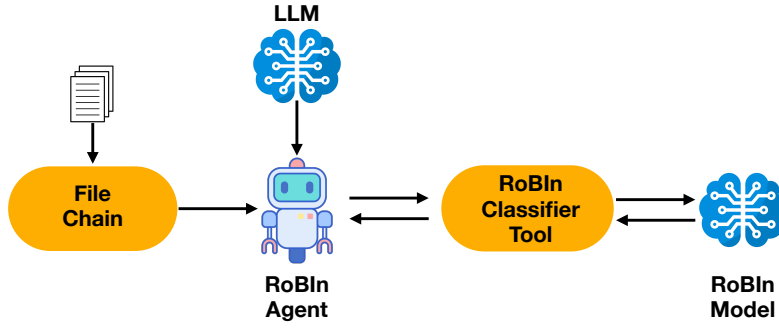 LLM
File
Chain
RoBIn
Agent
RoBIn
Classifier
Tool
RoBIn
Model